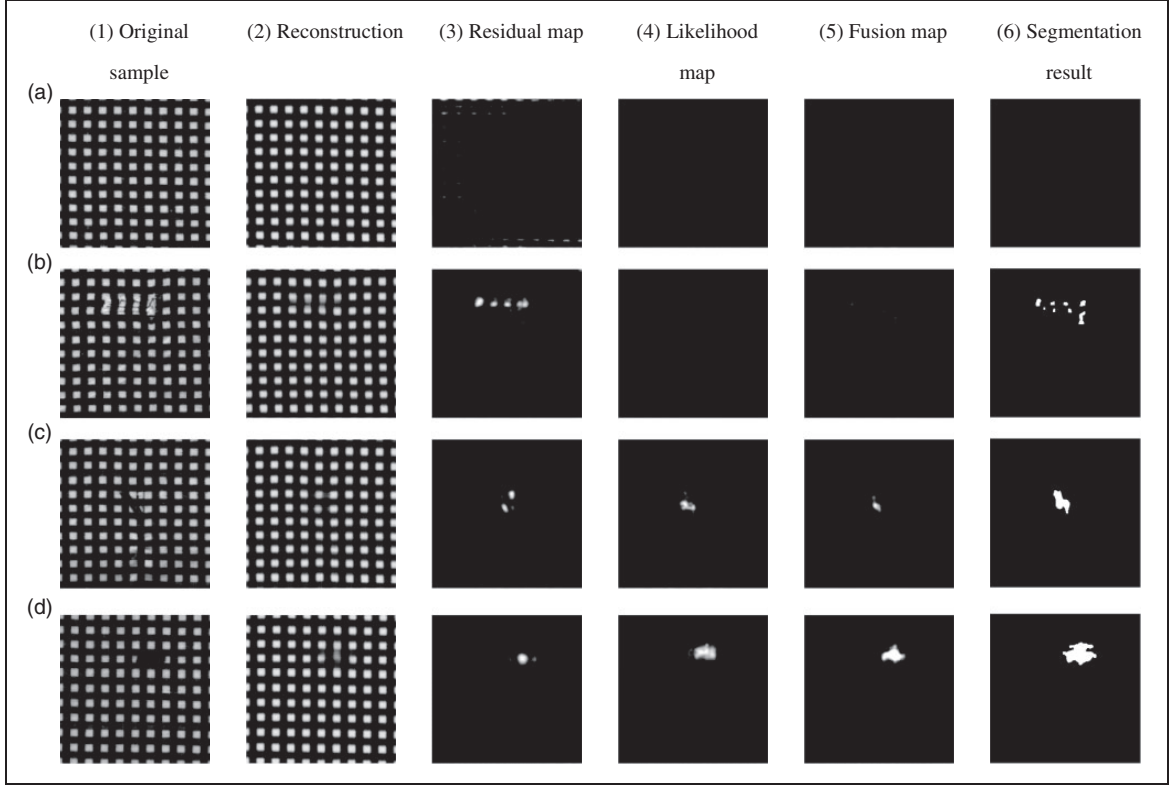 (1) Original sample
(2) Reconstruction
(3) Residual map
(4) Likelihood map
(5) Fusion map
(6) Segmentation result
(a)
(b)
(c)
(d)